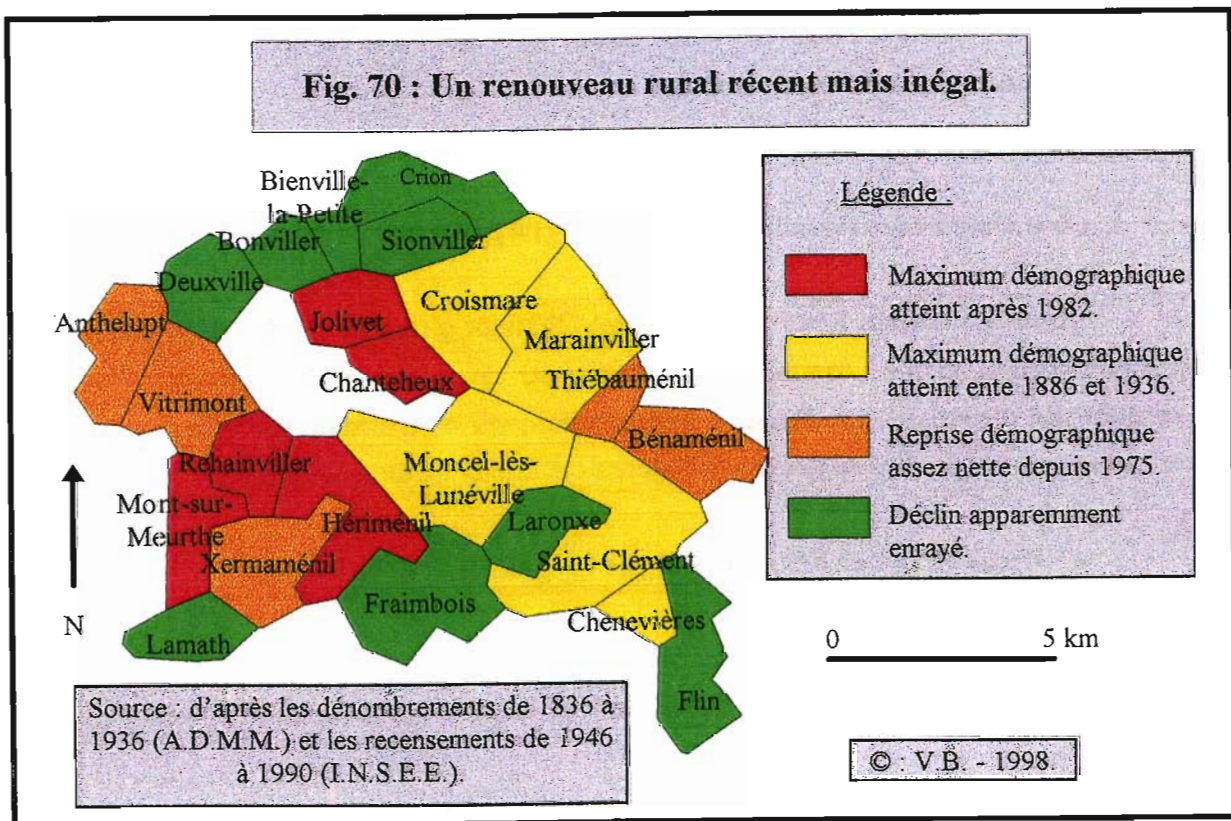 Fig. 70 : Un renouveau rural récent mais inégal.
Bienville-
la-Petite
Crion
Bonviller
Sionviller
Deuxville
Anthelupt
Jolivet
Croismare
Marainviller
Chanteheux
Thiébauménil
Vitrimont
Bénaménil
Rehainviller
Moncel-lès-
Lunéville
Mont-sur-
Meurthe
Hériménil
Laronxe
Xermaménil
Saint-Clément
Fraimbois
Chenevières
Lamath
Flin
N
Légende :
Maximum démographique
atteint après 1982.
Maximum démographique
atteint ente 1886 et 1936.
Reprise démographique
assez nette depuis 1975.
Déclin apparemment
enrayé.
0 5 km
Source : d'après les dénombrements de 1836 à
1936 (A.D.M.M.) et les recensements de 1946
à 1990 (I.N.S.E.E.).
© : V.B. - 1998.